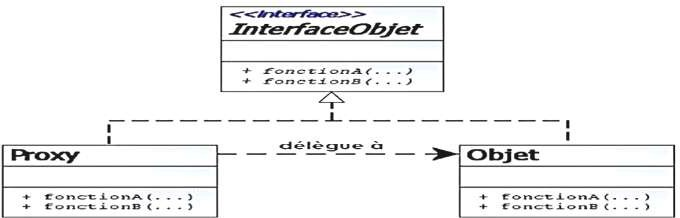 <<Interface>>
InterfaceObjet
+ fonctionA(...)
+ fonctionB(...)
délègue à
Proxy
+ fonctionA(...)
+ fonctionB(...)
Objet
+ fonctionA(...)
+ fonctionB(...)